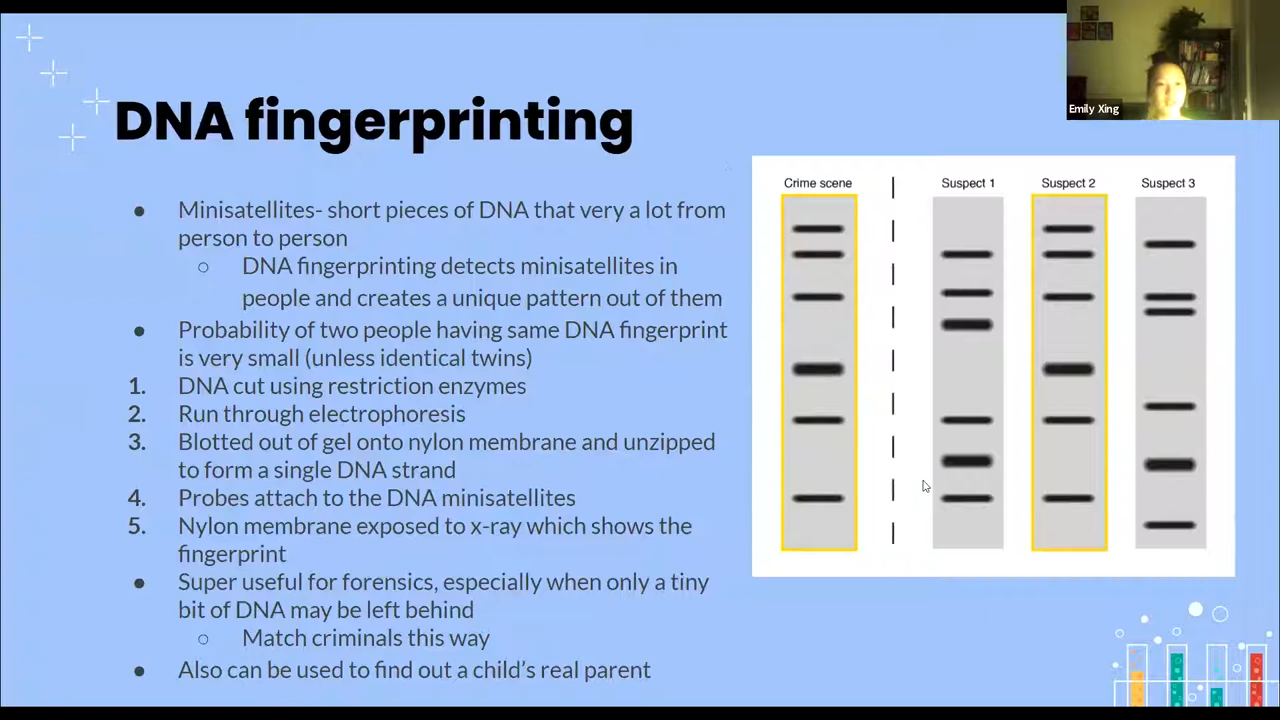 Emily Xing
DNA fingerprinting
● Minisatellites- short pieces of DNA that very a lot from
person to person
○ DNA fingerprinting detects minisatellites in
people and creates a unique pattern out of them
● Probability of two people having same DNA fingerprint
is very small (unless identical twins)
1. DNA cut using restriction enzymes
2. Run through electrophoresis
3. Blotted out of gel onto nylon membrane and unzipped
to form a single DNA strand
4. Probes attach to the DNA minisatellites
5. Nylon membrane exposed to x-ray which shows the
fingerprint
● Super useful for forensics, especially when only a tiny
bit of DNA may be left behind
○ Match criminals this way
● Also can be used to find out a child's real parent
Crime scene
Suspect 1
Suspect 2
Suspect 3